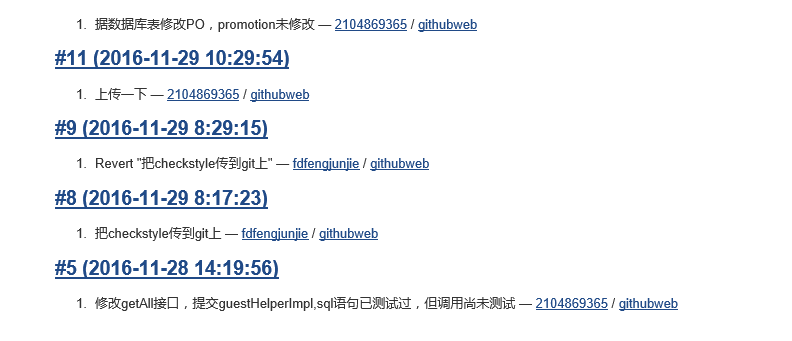 1. 据数据库表修改PO，promotion未修改 — 2104869365 / githubweb
#11 (2016-11-29 10:29:54)
1. 上传一下 — 2104869365 / githubweb
#9 (2016-11-29 8:29:15)
1. Revert "把checkstyle传到git上" — fdfengjunjie / githubweb
#8 (2016-11-29 8:17:23)
1. 把checkstyle传到git上 — fdfengjunjie / githubweb
#5 (2016-11-28 14:19:56)
1. 修改getAll接口，提交guestHelperImpl,sql语句已测试过，但调用尚未测试 — 2104869365 / githubweb